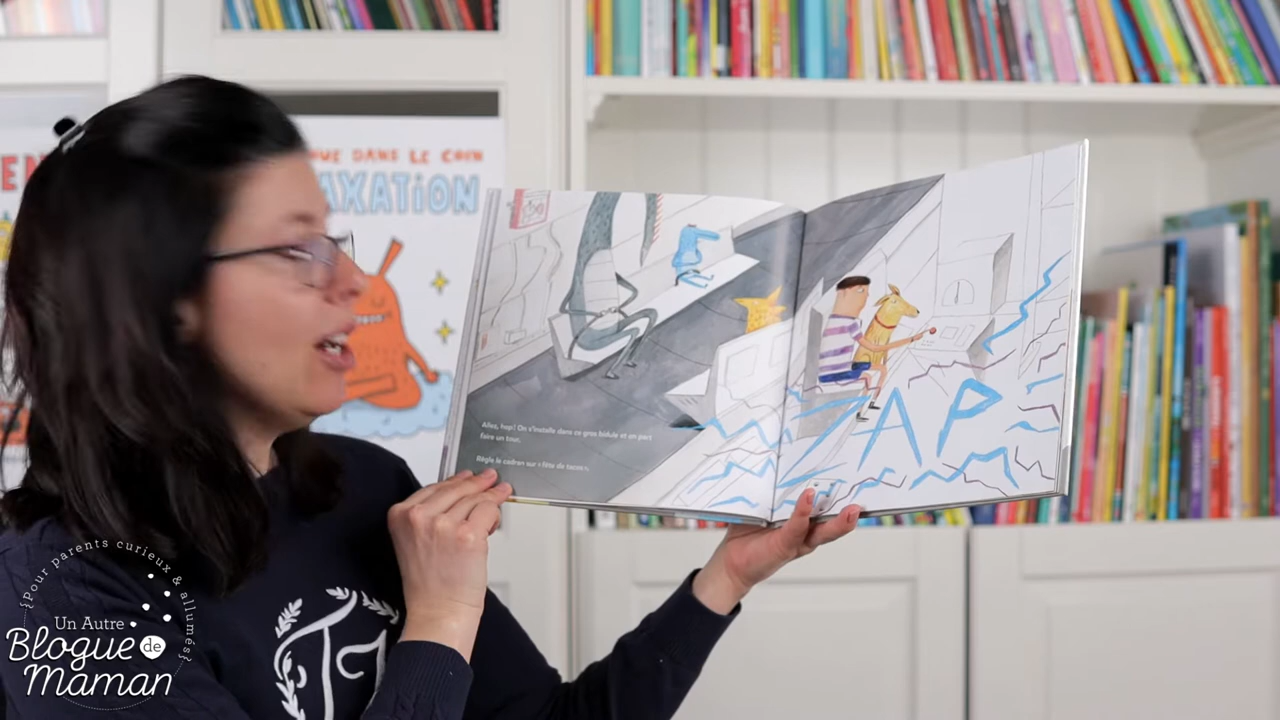 UE DANS LE COIN
AXATiON
ZAP
Allez, hop! On s'installe dans ce gros bidule et on part
faire un tour.
Règle le cadran sur « fête de tacos ».
{Pour parents curieux & allumés}
Un Autre
Blogue de
Maman